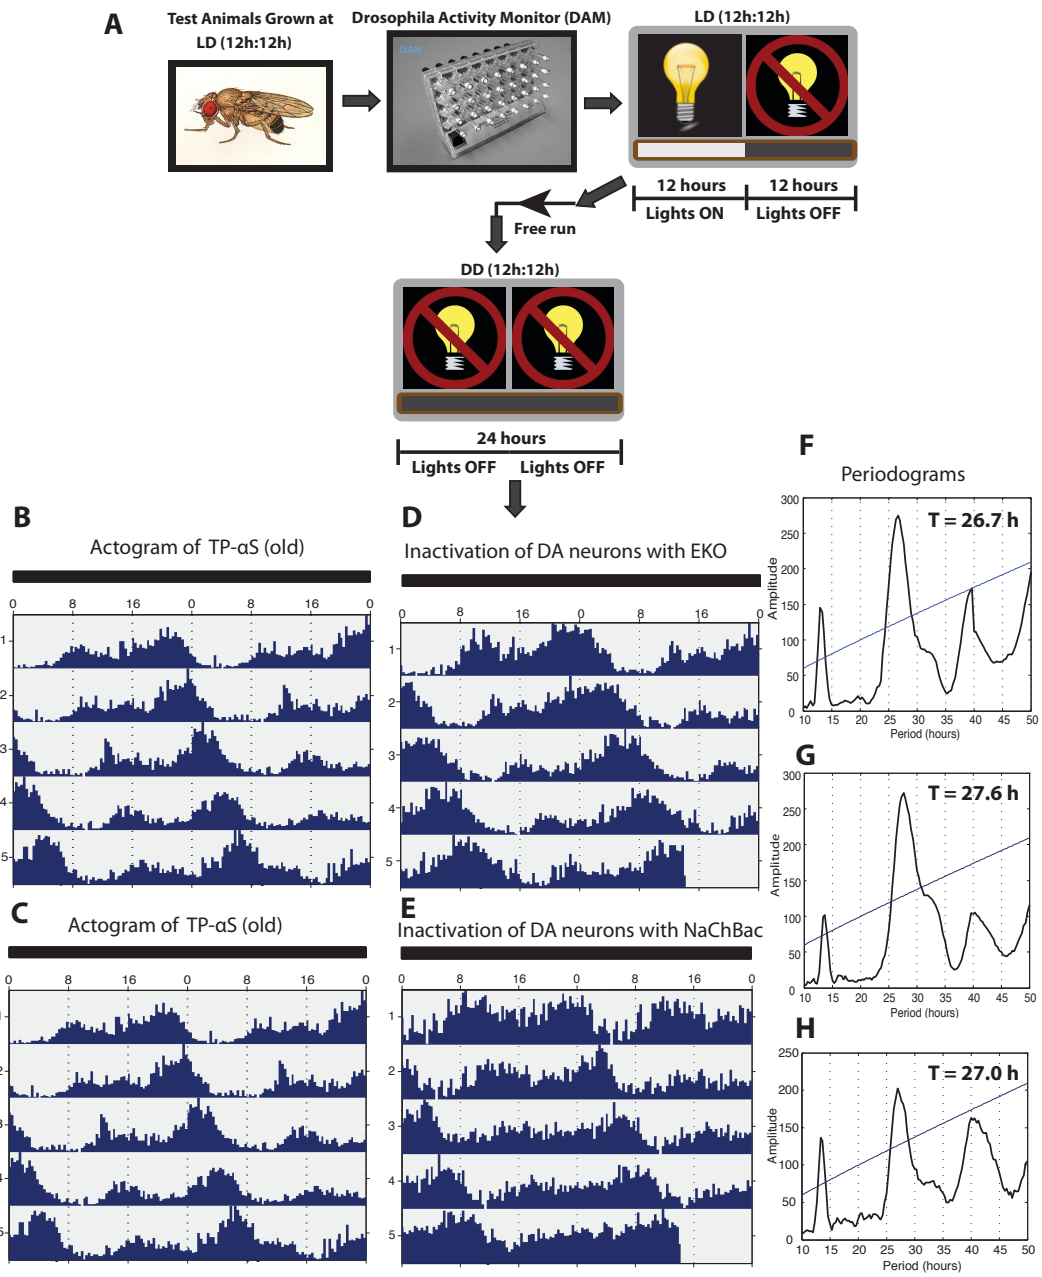 A
Test Animals Grown at
LD (12h:12h)
Drosophila Activity Monitor (DAM)
LD (12h:12h)
DAM
12 hours
12 hours
Lights ON
Lights OFF
Free run
DD (12h:12h)
24 hours
Lights OFF
Lights OFF
B
Actogram of TP-αS (old)
0 8 16 0 8 16 0
1
2
3
4
5
D
Inactivation of DA neurons with EKO
0 8 16 0 8 16 0
1
2
3
4
5
C
Actogram of TP-αS (old)
0 8 16 0 8 16 0
1
2
3
4
5
E
Inactivation of DA neurons with NaChBac
0 8 16 0 8 16 0
1
2
3
4
5
F
Periodograms
T = 26.7 h
Amplitude
300
250
200
150
100
50
0
10 15 20 25 30 35 40 45 50
Period (hours)
G
T = 27.6 h
Amplitude
300
250
200
150
100
50
0
10 15 20 25 30 35 40 45 50
Period (hours)
H
T = 27.0 h
Amplitude
250
200
150
100
50
0
10 15 20 25 30 35 40 45 50
Period (hours)